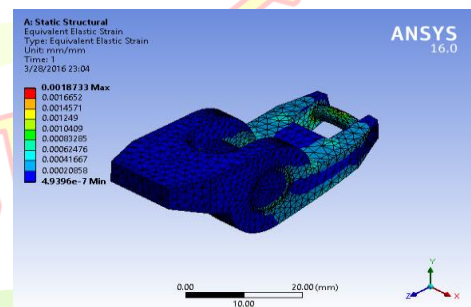 A: Static Structural
Equivalent Elastic Strain
Type: Equivalent Elastic Strain
Unit: mm/mm
Time: 1
3/28/2016 23:04
ANSYS
16.0
0.0018733 Max
0.0016652
0.0014571
0.001249
0.0010409
0.00083285
0.00062476
0.00041667
0.00020858
4.9396e-7 Min
0.00 20.00 (mm)
10.00
Y
Z X